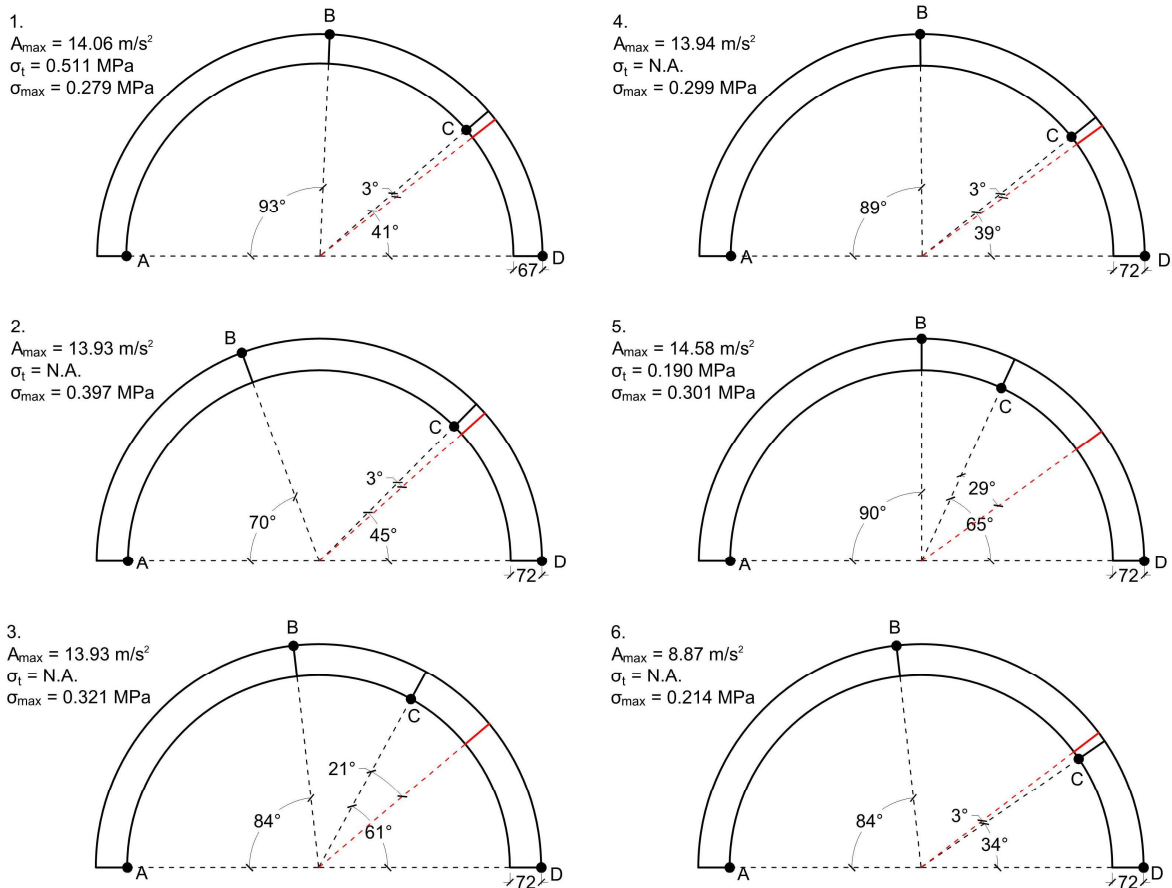 1.
Amax = 14.06 m/s²
σt = 0.511 MPa
σmax = 0.279 MPa
B
C
3°
93°
41°
A
67
D
2.
Amax = 13.93 m/s²
σt = N.A.
σmax = 0.397 MPa
B
C
3°
70°
45°
A
72
D
3.
Amax = 13.93 m/s²
σt = N.A.
σmax = 0.321 MPa
B
C
21°
84°
61°
A
72
D
4.
Amax = 13.94 m/s²
σt = N.A.
σmax = 0.299 MPa
B
C
3°
89°
39°
A
72
D
5.
Amax = 14.58 m/s²
σt = 0.190 MPa
σmax = 0.301 MPa
B
C
29°
90°
65°
A
72
D
6.
Amax = 8.87 m/s²
σt = N.A.
σmax = 0.214 MPa
B
C
3°
84°
34°
A
72
D